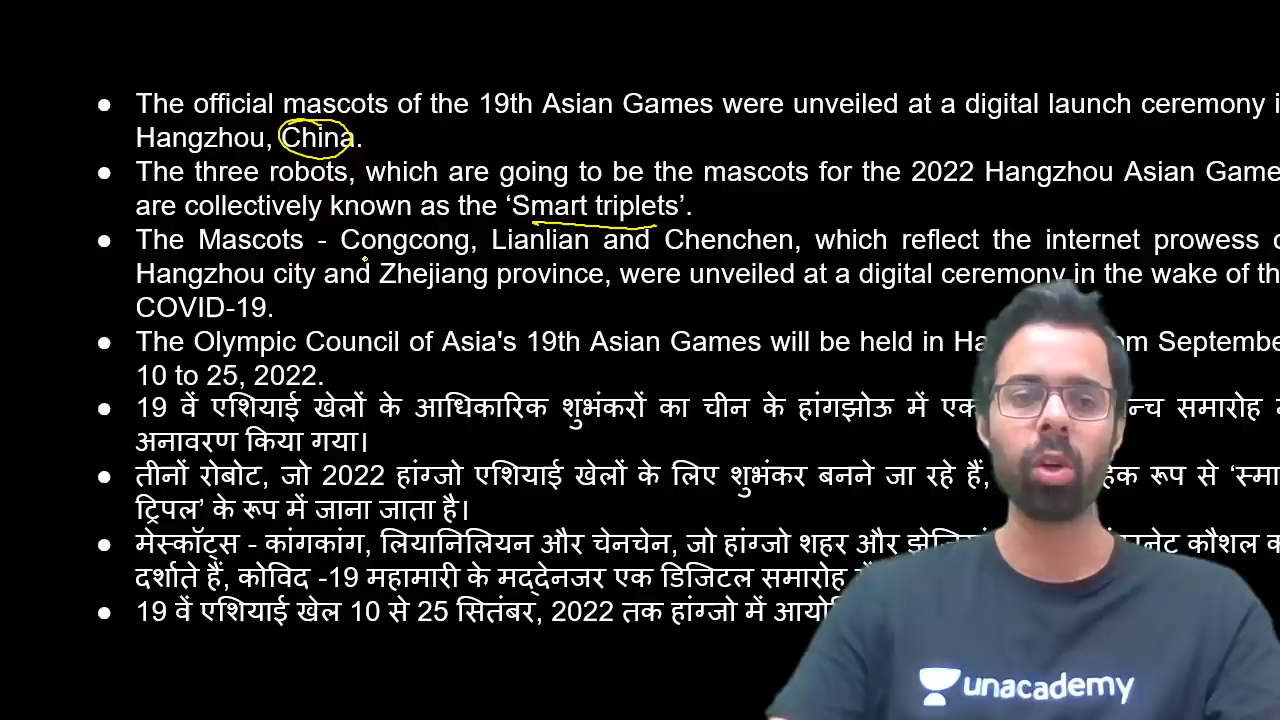 ● The official mascots of the 19th Asian Games were unveiled at a digital launch ceremony
Hangzhou, China.
● The three robots, which are going to be the mascots for the 2022 Hangzhou Asian Game
are collectively known as the ‘Smart triplets’.
● The Mascots - Congcong, Lianlian and Chenchen, which reflect the internet prowess
Hangzhou city and Zhejiang province, were unveiled at a digital ceremony in the wake of
COVID-19.
● The Olympic Council of Asia's 19th Asian Games will be held in Septembe
10 to 25, 2022.
● 19 वें एशियाई खेलों के आधिकारिक शुभंकरों का चीन के हांगझोऊ में एक समारोह
अनावरण किया गया।
● तीनों रोबोट, जो 2022 हांग्जो एशियाई खेलों के लिए शुभंकर बनने जा रहे हैं, रूप से
ट्रिपल’ के रूप में जाना जाता है।
● मेस्कॉट्स - कांगकांग, लियानिलियन और चेनचेन, जो हांग्जो शहर और कौशल
दर्शाते हैं, कोविद -19 महामारी के मद्देनजर एक डिजिटल समारोह
● 19 वें एशियाई खेल 10 से 25 सितंबर, 2022 तक हांग्जो में
unacademy